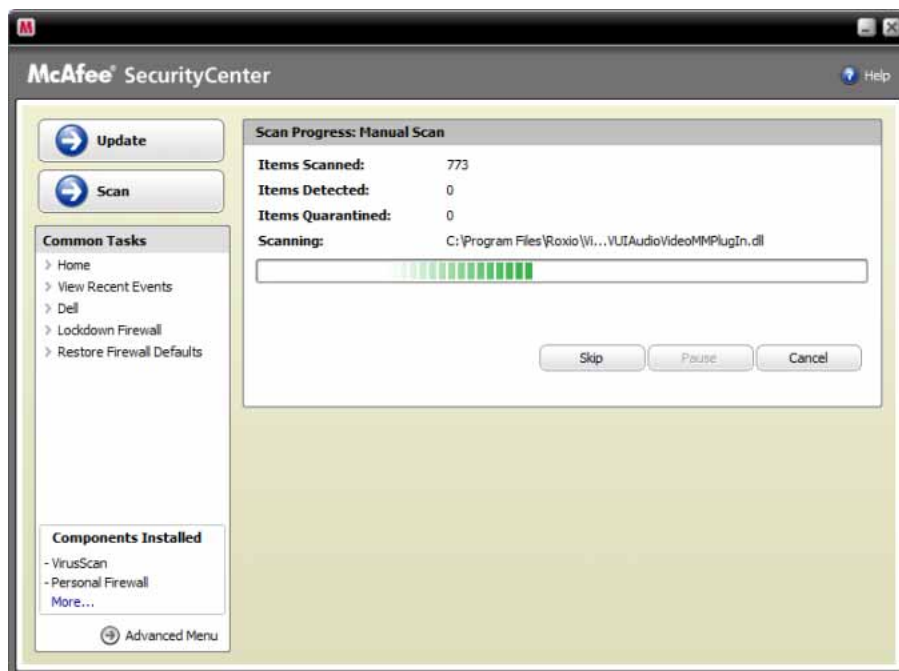 M
McAfee® SecurityCenter
Help
Update
Scan
Common Tasks
Home
View Recent Events
Dell
Lockdown Firewall
Restore Firewall Defaults
Components Installed
- VirusScan
- Personal Firewall
More...
Advanced Menu
Scan Progress: Manual Scan
Items Scanned: 773
Items Detected: 0
Items Quarantined: 0
Scanning: C:\Program Files\Roxio\Vi...VUIAudioVideoMMPlugIn.dll
Skip Pause Cancel